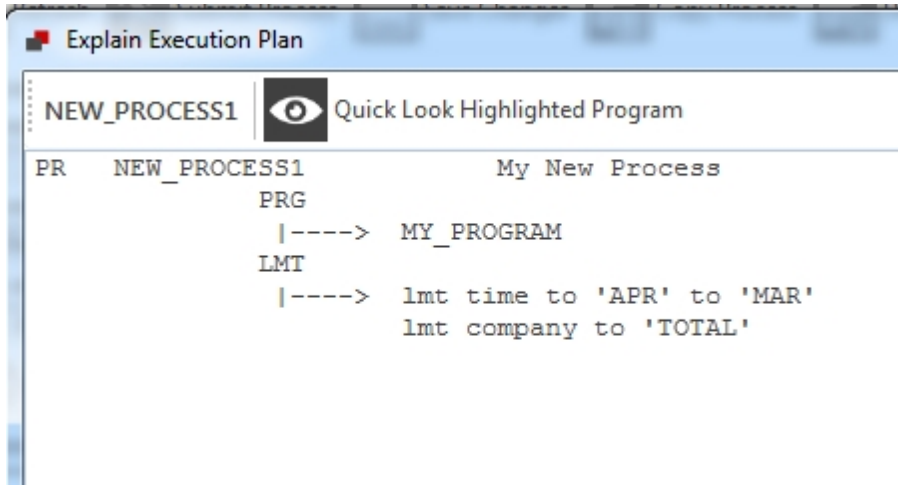 Explain Execution Plan
NEW_PROCESS1 Quick Look Highlighted Program
PR NEW_PROCESS1 My New Process
PRG
|----> MY_PROGRAM
LMT
|----> lmt time to 'APR' to 'MAR'
lmt company to 'TOTAL'